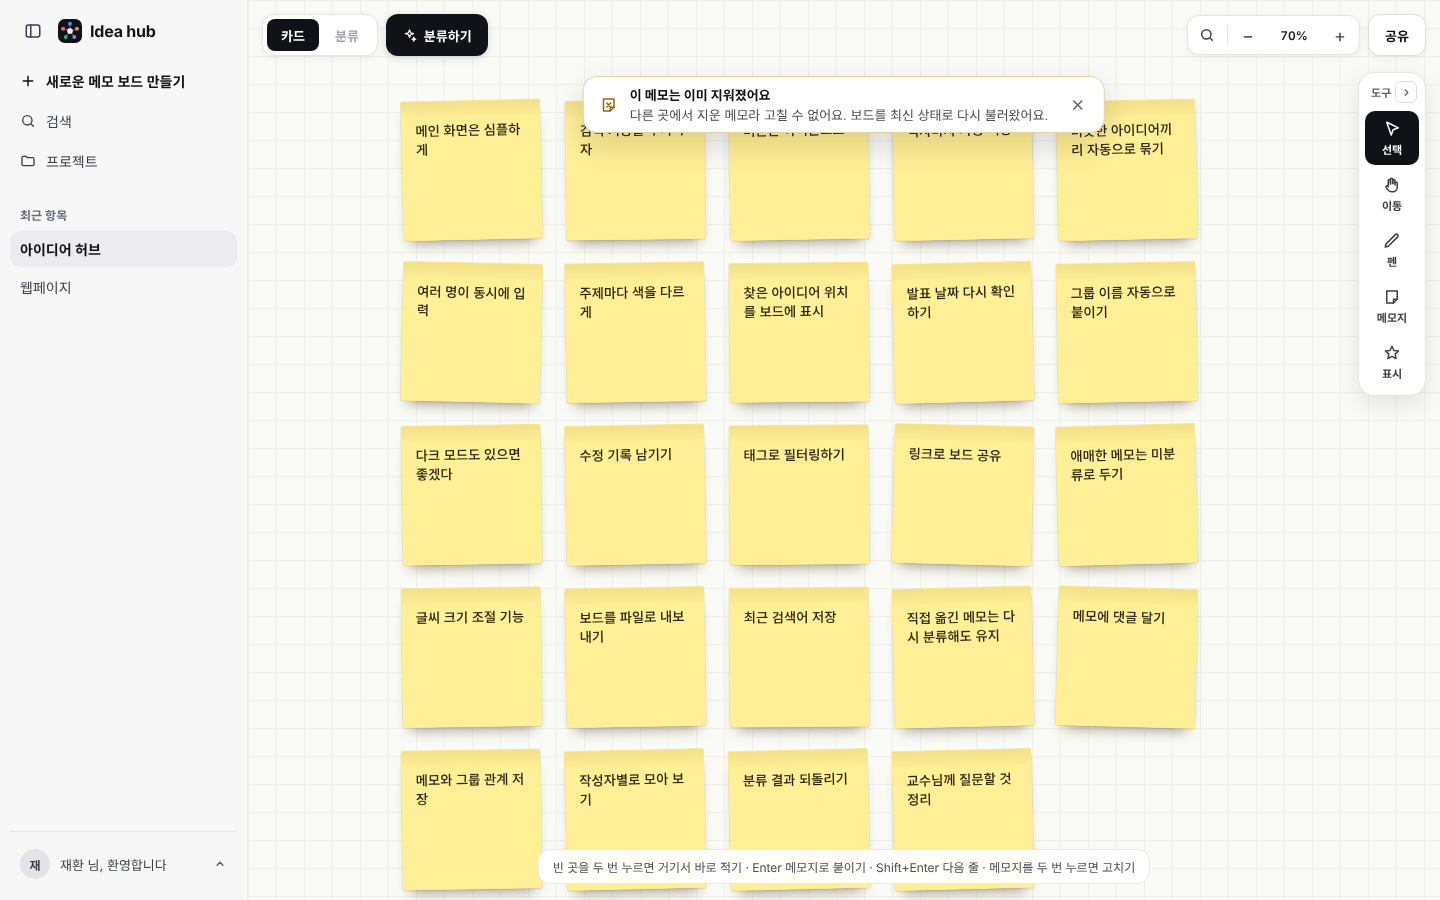 Idea hub
새로운 메모 보드 만들기
검색
프로젝트
최근 항목
아이디어 허브
웹페이지
재
재환 님, 환영합니다
카드
분류
분류하기
70%
공유
이 메모는 이미 지워졌어요
다른 곳에서 지운 메모라 고칠 수 없어요. 보드를 최신 상태로 다시 불러왔어요.
도구
선택
이동
펜
메모지
표시
메인 화면은 심플하
게
자
아이디어끼
리 자동으로 묶기
여러 명이 동시에 입
력
주제마다 색을 다르
게
찾은 아이디어 위치
를 보드에 표시
발표 날짜 다시 확인
하기
그룹 이름 자동으로
붙이기
다크 모드도 있으면
좋겠다
수정 기록 남기기
태그로 필터링하기
링크로 보드 공유
애매한 메모는 미분
류로 두기
글씨 크기 조절 기능
보드를 파일로 내보
내기
최근 검색어 저장
직접 옮긴 메모는 다
시 분류해도 유지
메모에 댓글 달기
메모와 그룹 관계 저
장
작성자별로 모아 보
기
분류 결과 되돌리기
교수님께 질문할 것
정리
빈 곳을 두 번 누르면 거기서 바로 적기 · Enter 메모지로 붙이기 · Shift+Enter 다음 줄 · 메모지를 두 번 누르면 고치기